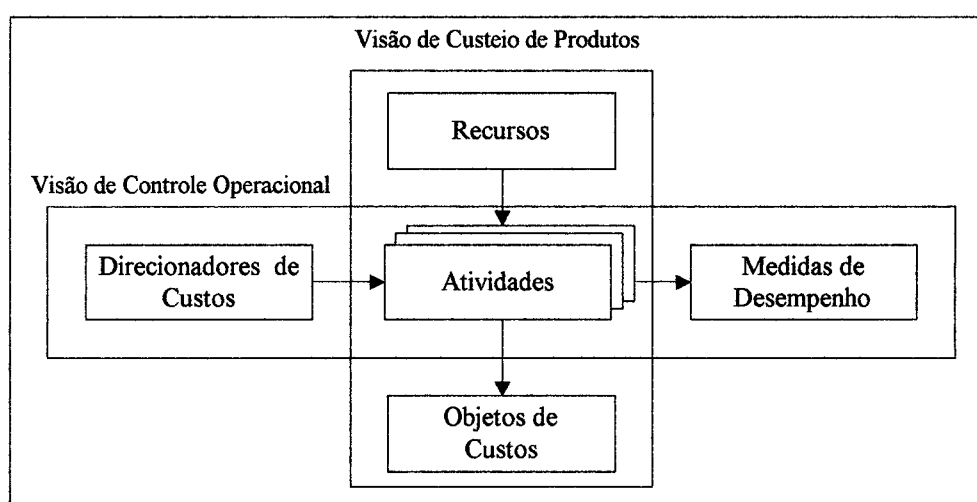 Visão de Custeio de Produtos
Recursos
Visão de Controle Operacional
Direcionadores de
Custos
Atividades
Medidas de
Desempenho
Objetos de
Custos